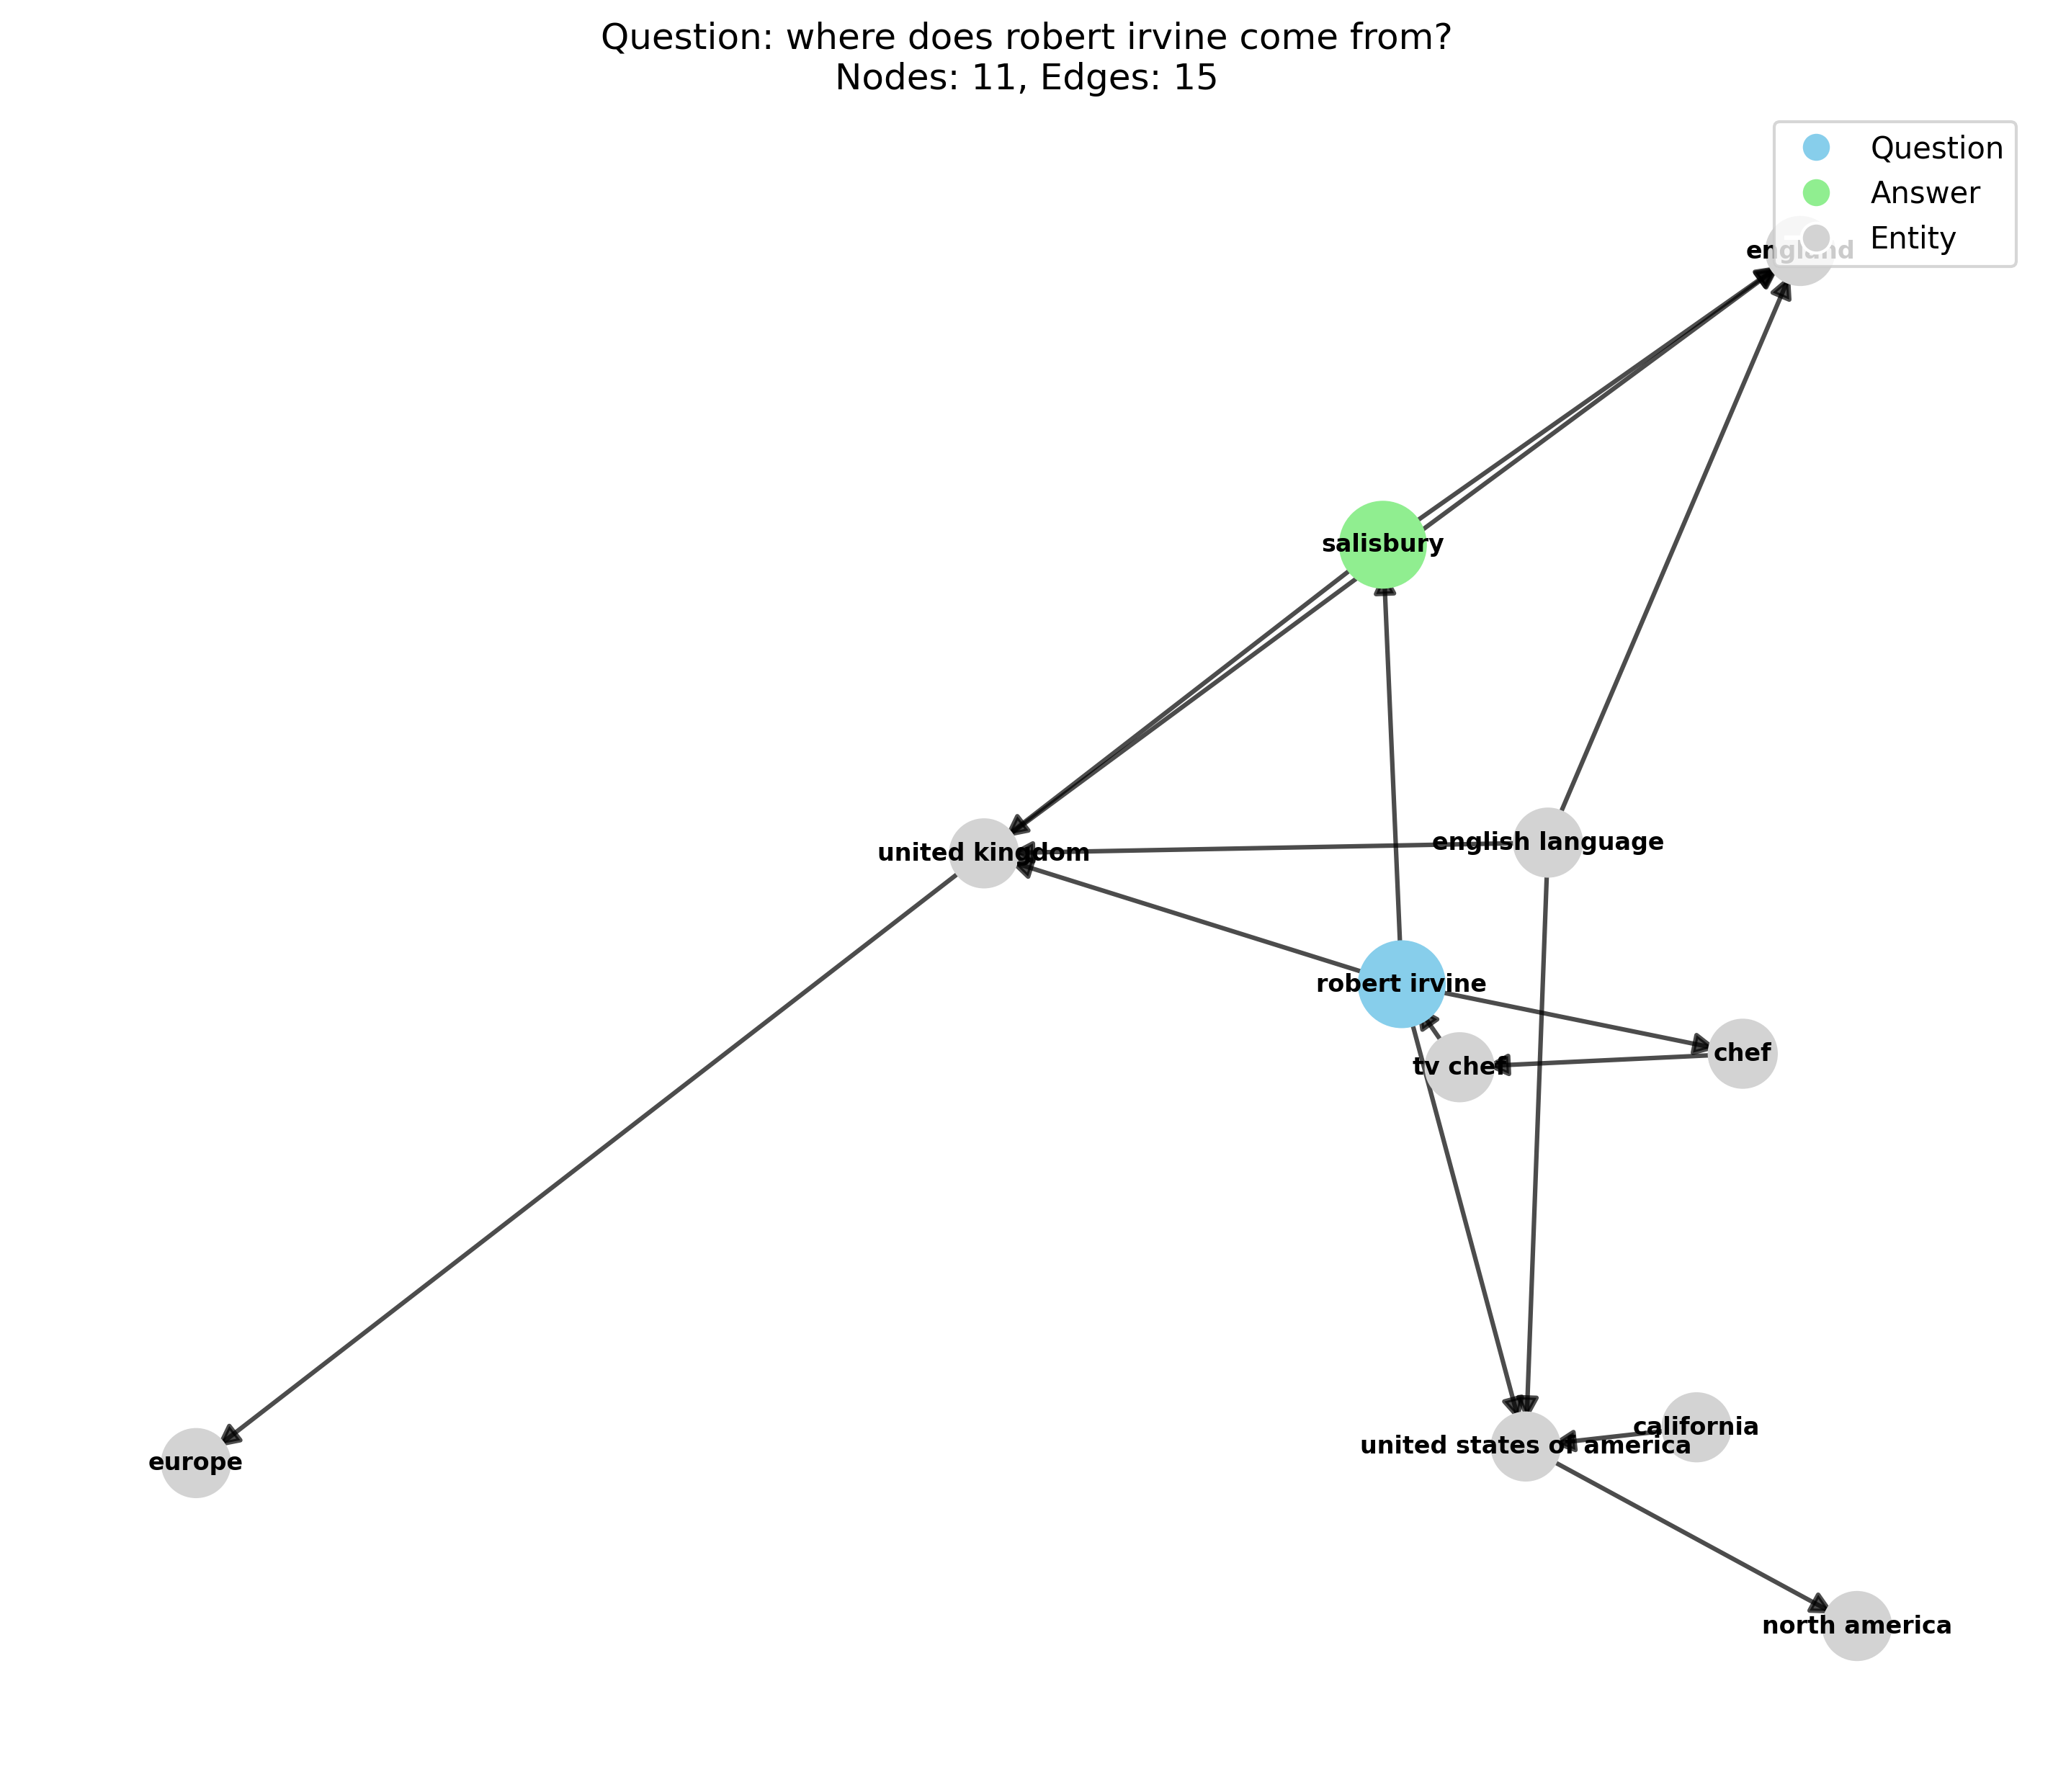 Question: where does robert irvine come from?
Nodes: 11, Edges: 15
Question
Answer
Entity
england
salisbury
english language
united kingdom
robert irvine
chef
tv chef
california
united states of america
europe
north america